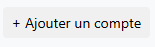 + Ajouter un compte